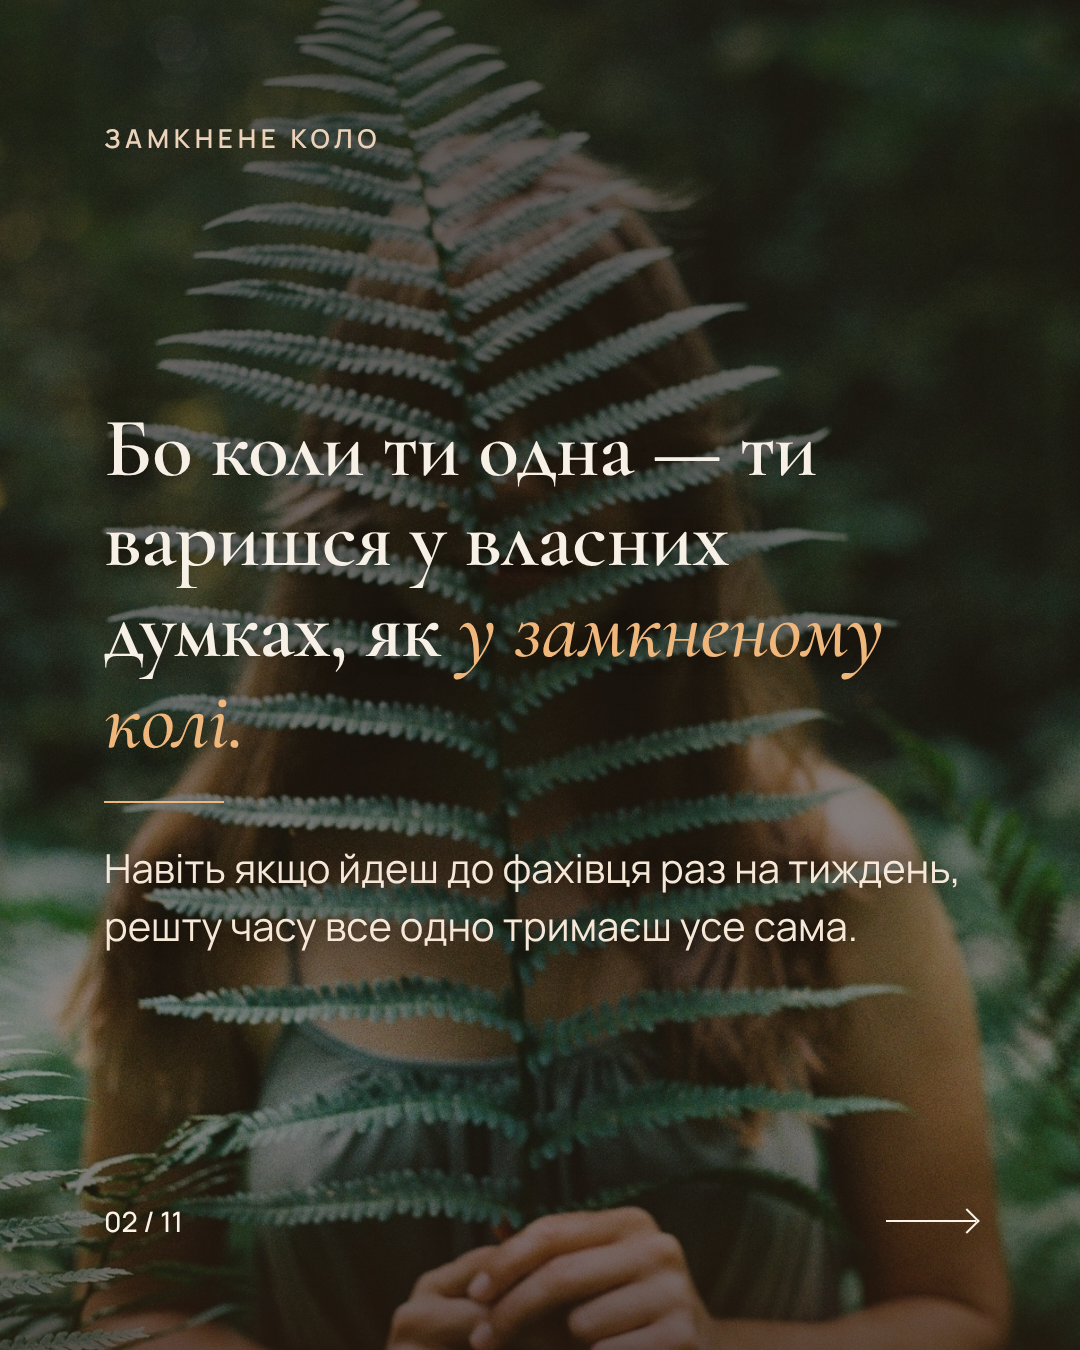 ЗАМКНЕНЕ КОЛО
Бо коли ти одна — ти
варишся у власних
думках, як у замкненому
колі.
Навіть якщо йдеш до фахівця раз на тиждень,
решту часу все одно тримаєш усе сама.
02 / 11